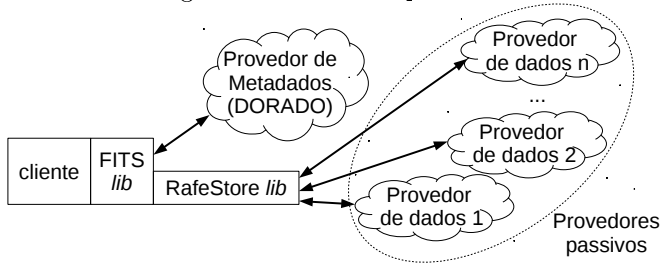 Provedor de
Metadados
(DORADO)
Provedor
de dados n
...
Provedor
de dados 2
Provedor
de dados 1
cliente
FITS
lib
RafeStore lib
Provedores
passivos